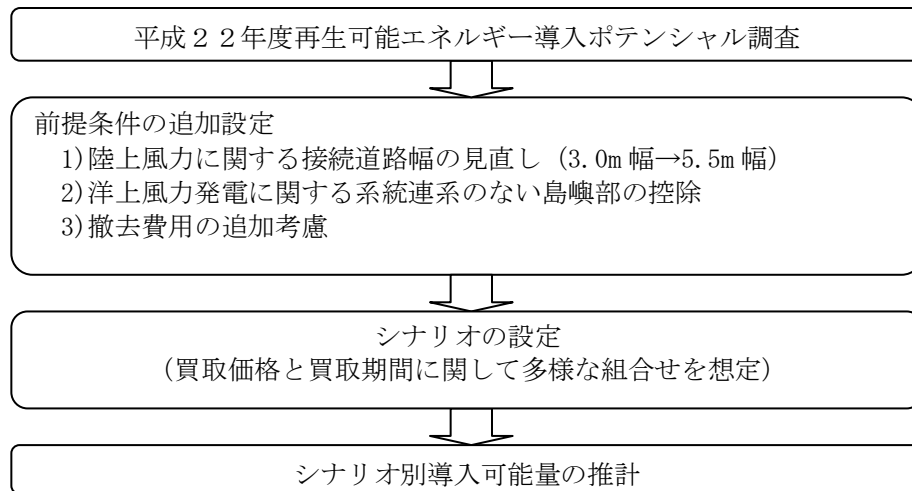 平成２２年度再生可能エネルギー導入ポテンシャル調査
前提条件の追加設定
1)陸上風力に関する接続道路幅の見直し（3.0m 幅→5.5m 幅）
2)洋上風力発電に関する系統連系のない島嶼部の控除
3)撤去費用の追加考慮
シナリオの設定
（買取価格と買取期間に関して多様な組合せを想定）
シナリオ別導入可能量の推計